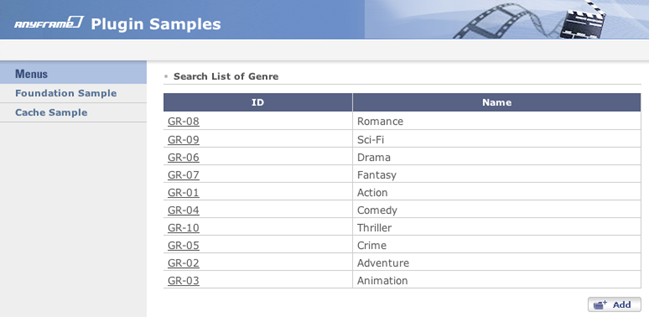 ANYFRAME Plugin Samples
Menus
Foundation Sample
Cache Sample
Search List of Genre
ID Name
GR-08 Romance
GR-09 Sci-Fi
GR-06 Drama
GR-07 Fantasy
GR-01 Action
GR-04 Comedy
GR-10 Thriller
GR-05 Crime
GR-02 Adventure
GR-03 Animation
Add